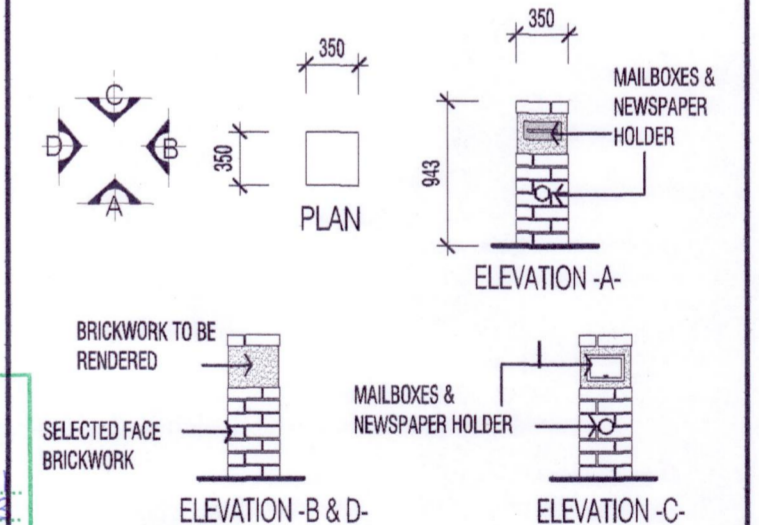 C
D
B
A
350
350
PLAN
350
943
MAILBOXES &
NEWSPAPER
HOLDER
ELEVATION -A-
BRICKWORK TO BE
RENDERED
SELECTED FACE
BRICKWORK
ELEVATION -B & D-
MAILBOXES &
NEWSPAPER HOLDER
ELEVATION -C-